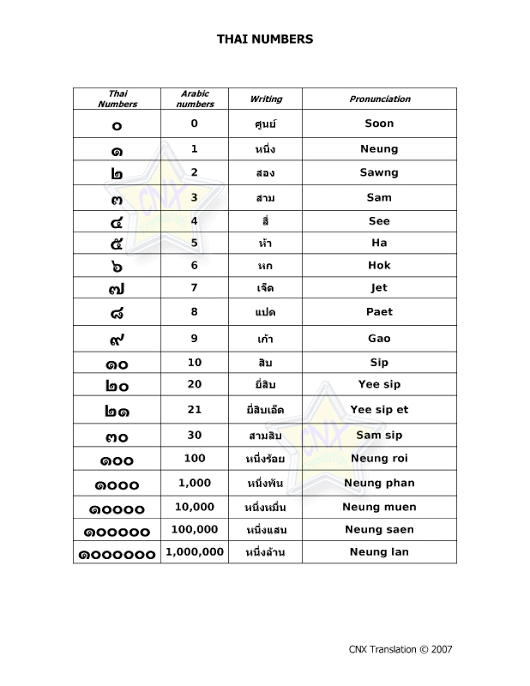 THAI NUMBERS
Thai Numbers Arabic numbers Writing Pronunciation
๐ 0 ศูนย์ Soon
๑ 1 หนึ่ง Neung
๒ 2 สอง Sawng
๓ 3 สาม Sam
๔ 4 สี่ See
๕ 5 ห้า Ha
๖ 6 หก Hok
๗ 7 เจ็ด Jet
๘ 8 แปด Paet
๙ 9 เก้า Gao
๑๐ 10 สิบ Sip
๒๐ 20 ยี่สิบ Yee sip
๒๑ 21 ยี่สิบเอ็ด Yee sip et
๓๐ 30 สามสิบ Sam sip
๑๐๐ 100 หนึ่งร้อย Neung roi
๑๐๐๐ 1,000 หนึ่งพัน Neung phan
๑๐๐๐๐ 10,000 หนึ่งหมื่น Neung muen
๑๐๐๐๐๐ 100,000 หนึ่งแสน Neung saen
๑๐๐๐๐๐๐ 1,000,000 หนึ่งล้าน Neung lan
CNX
CNX
CNX Translation © 2007